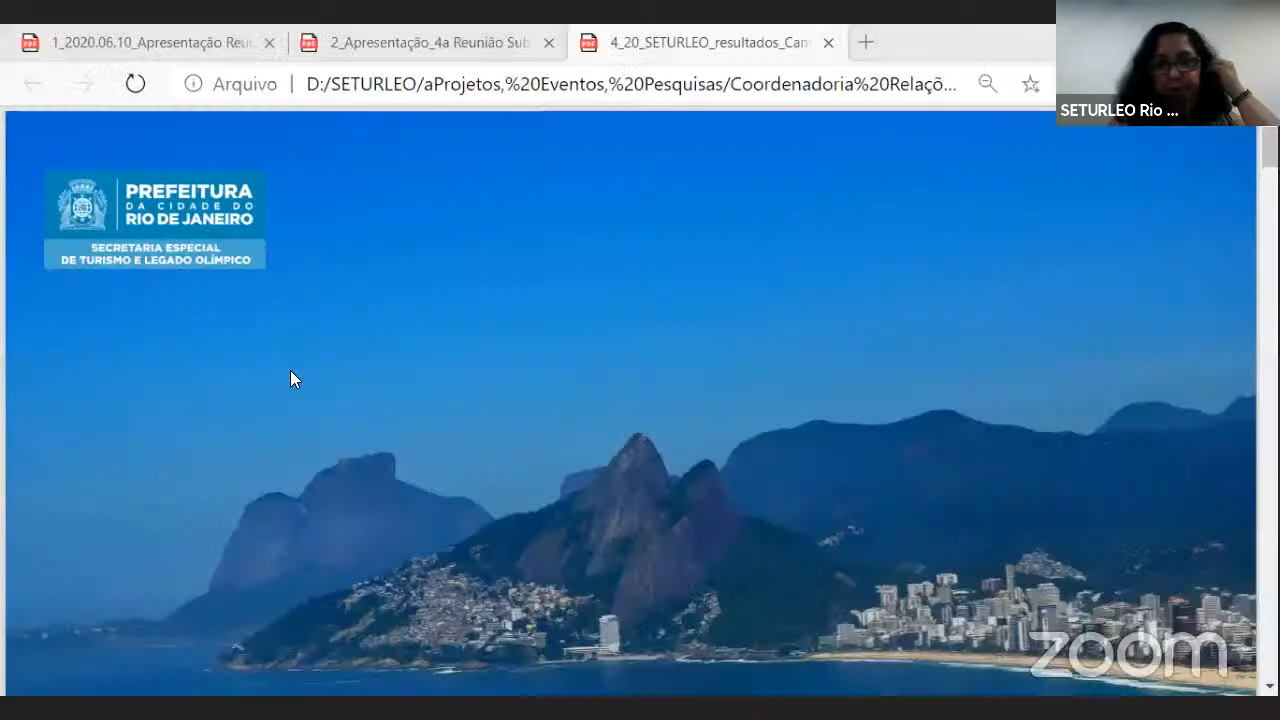 1_2020.06.10_Apresentação Reu
2_Apresentação_4a Reunião Sub
4_20_SETURLEO_resultados_Cam
Arquivo
D:/SETURLEO/aProjetos,%20Eventos,%20Pesquisas/Coordenadoria%20Relaçõ...
SETURLEO Rio ...
PREFEITURA
DA CIDADE DO
RIO DE JANEIRO
SECRETARIA ESPECIAL
DE TURISMO E LEGADO OLÍMPICO
zoom